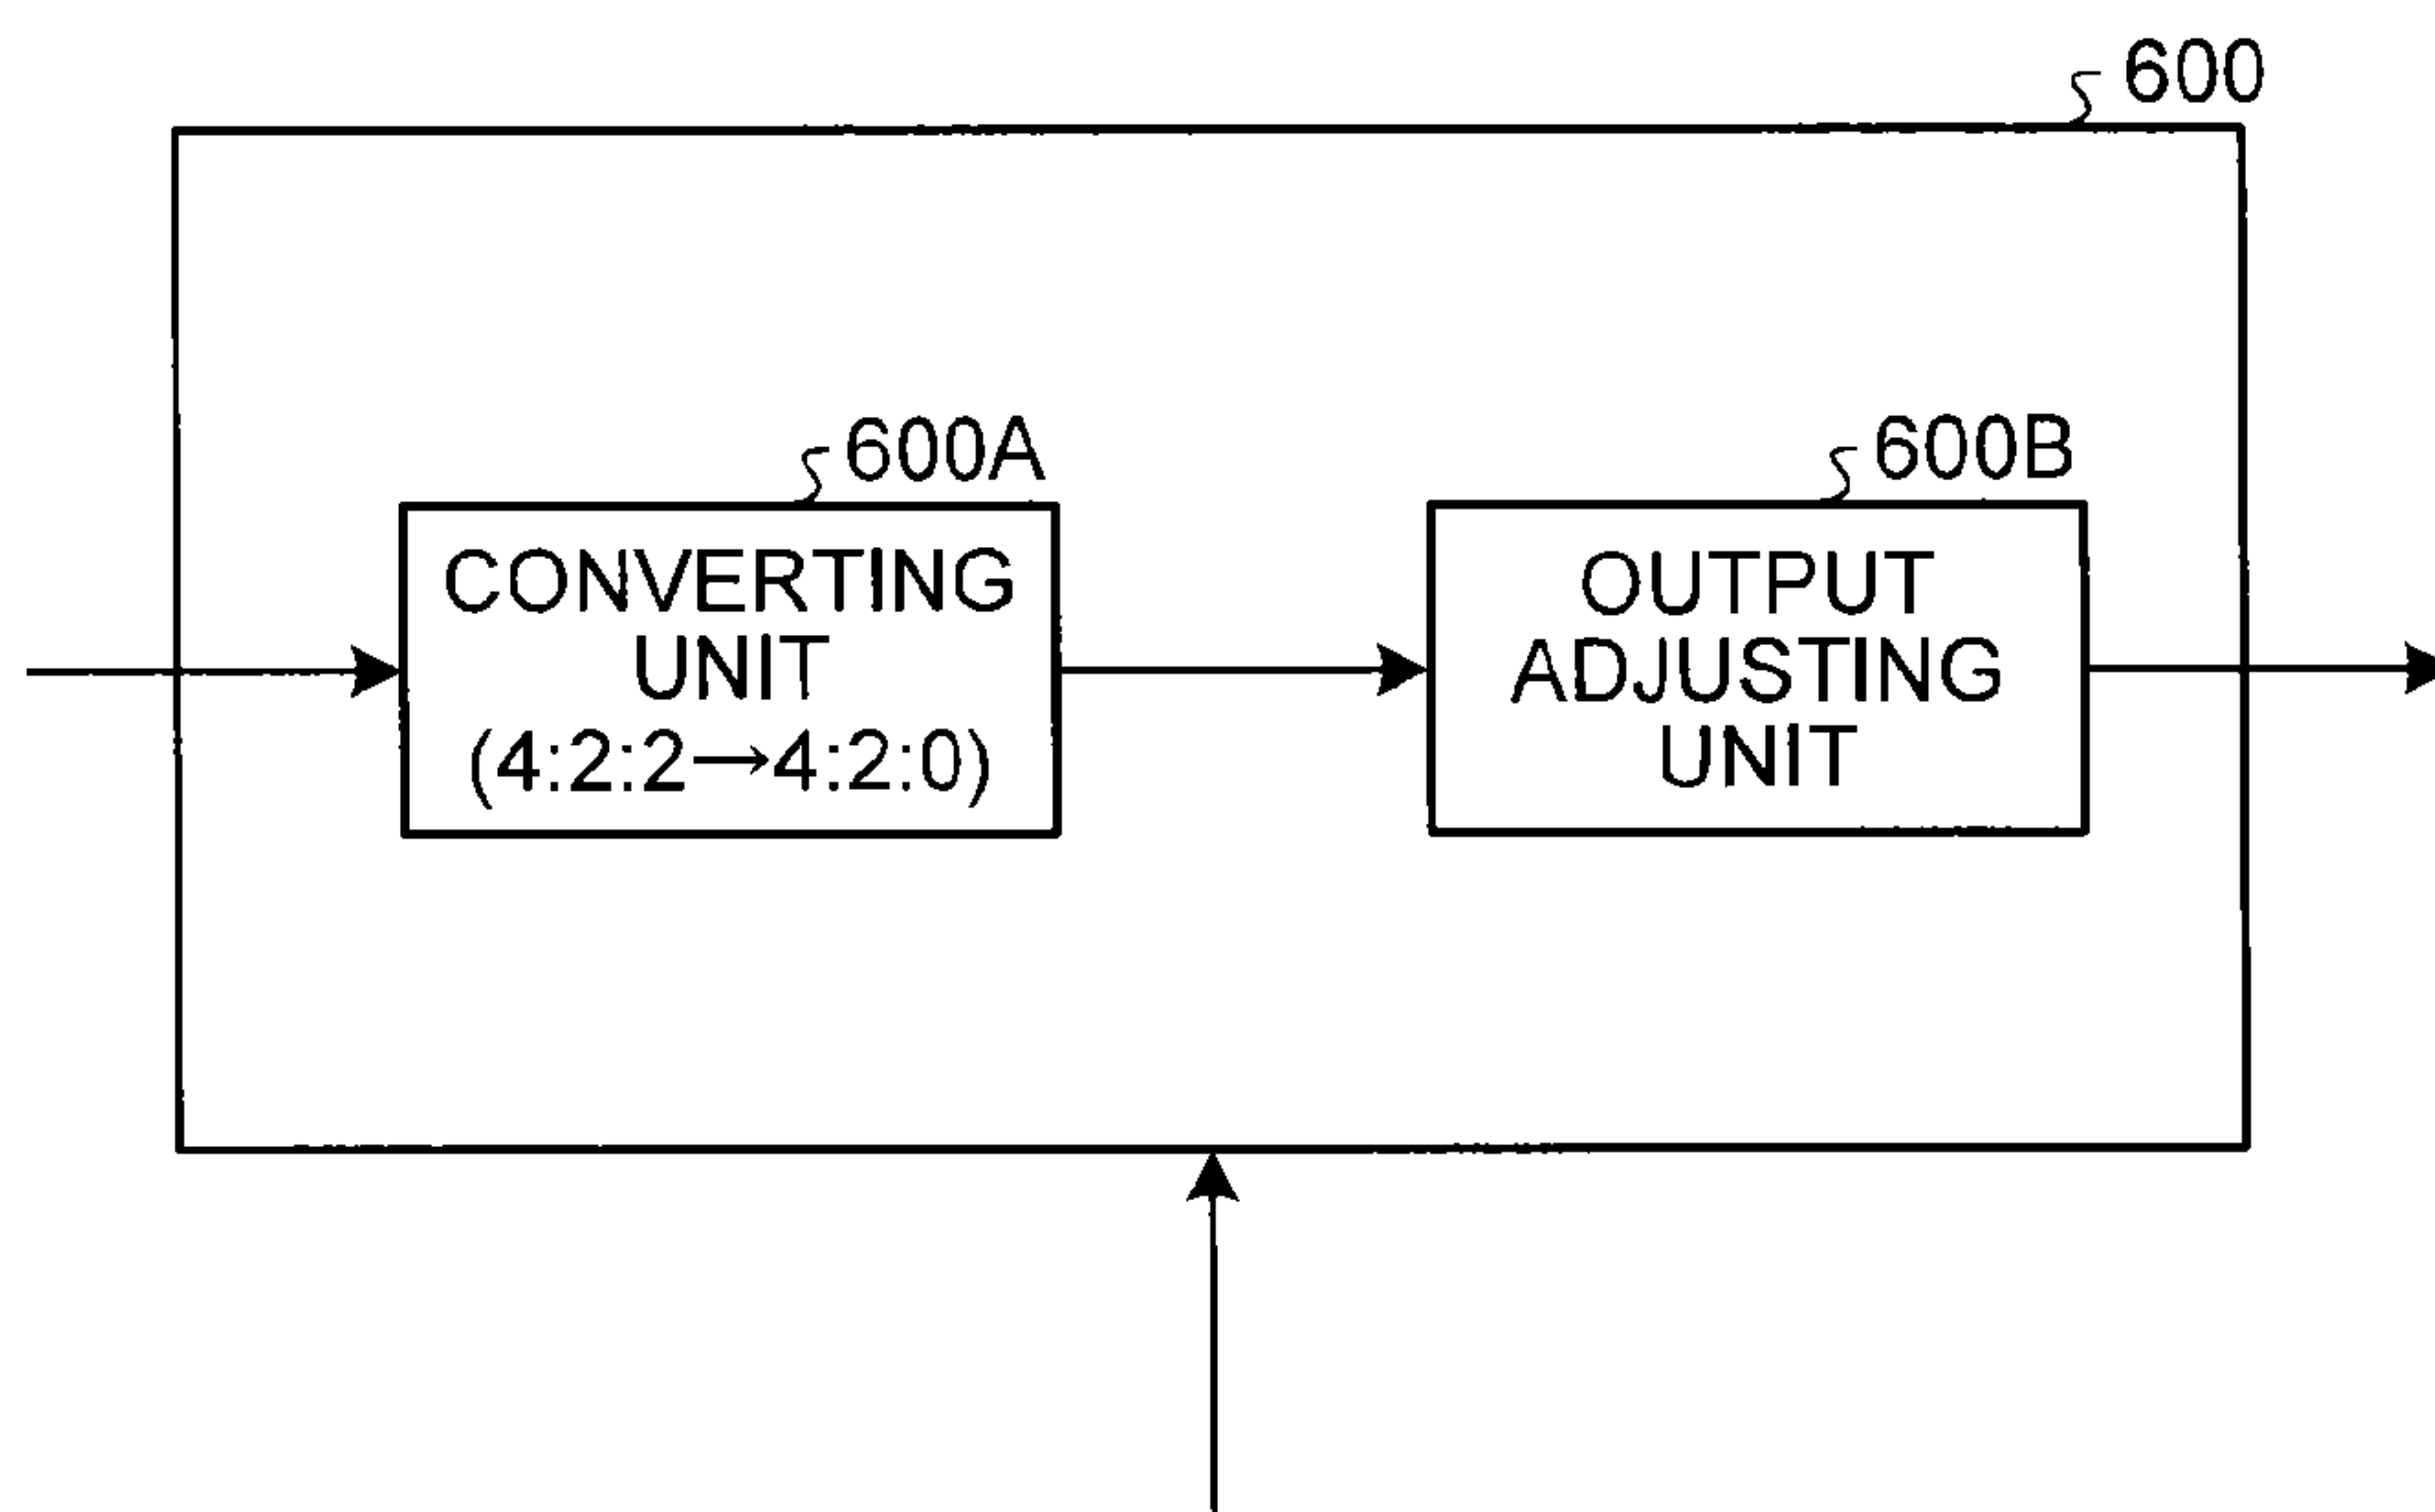 600
600A
CONVERTING
UNIT
(4:2:2→4:2:0)
600B
OUTPUT
ADJUSTING
UNIT